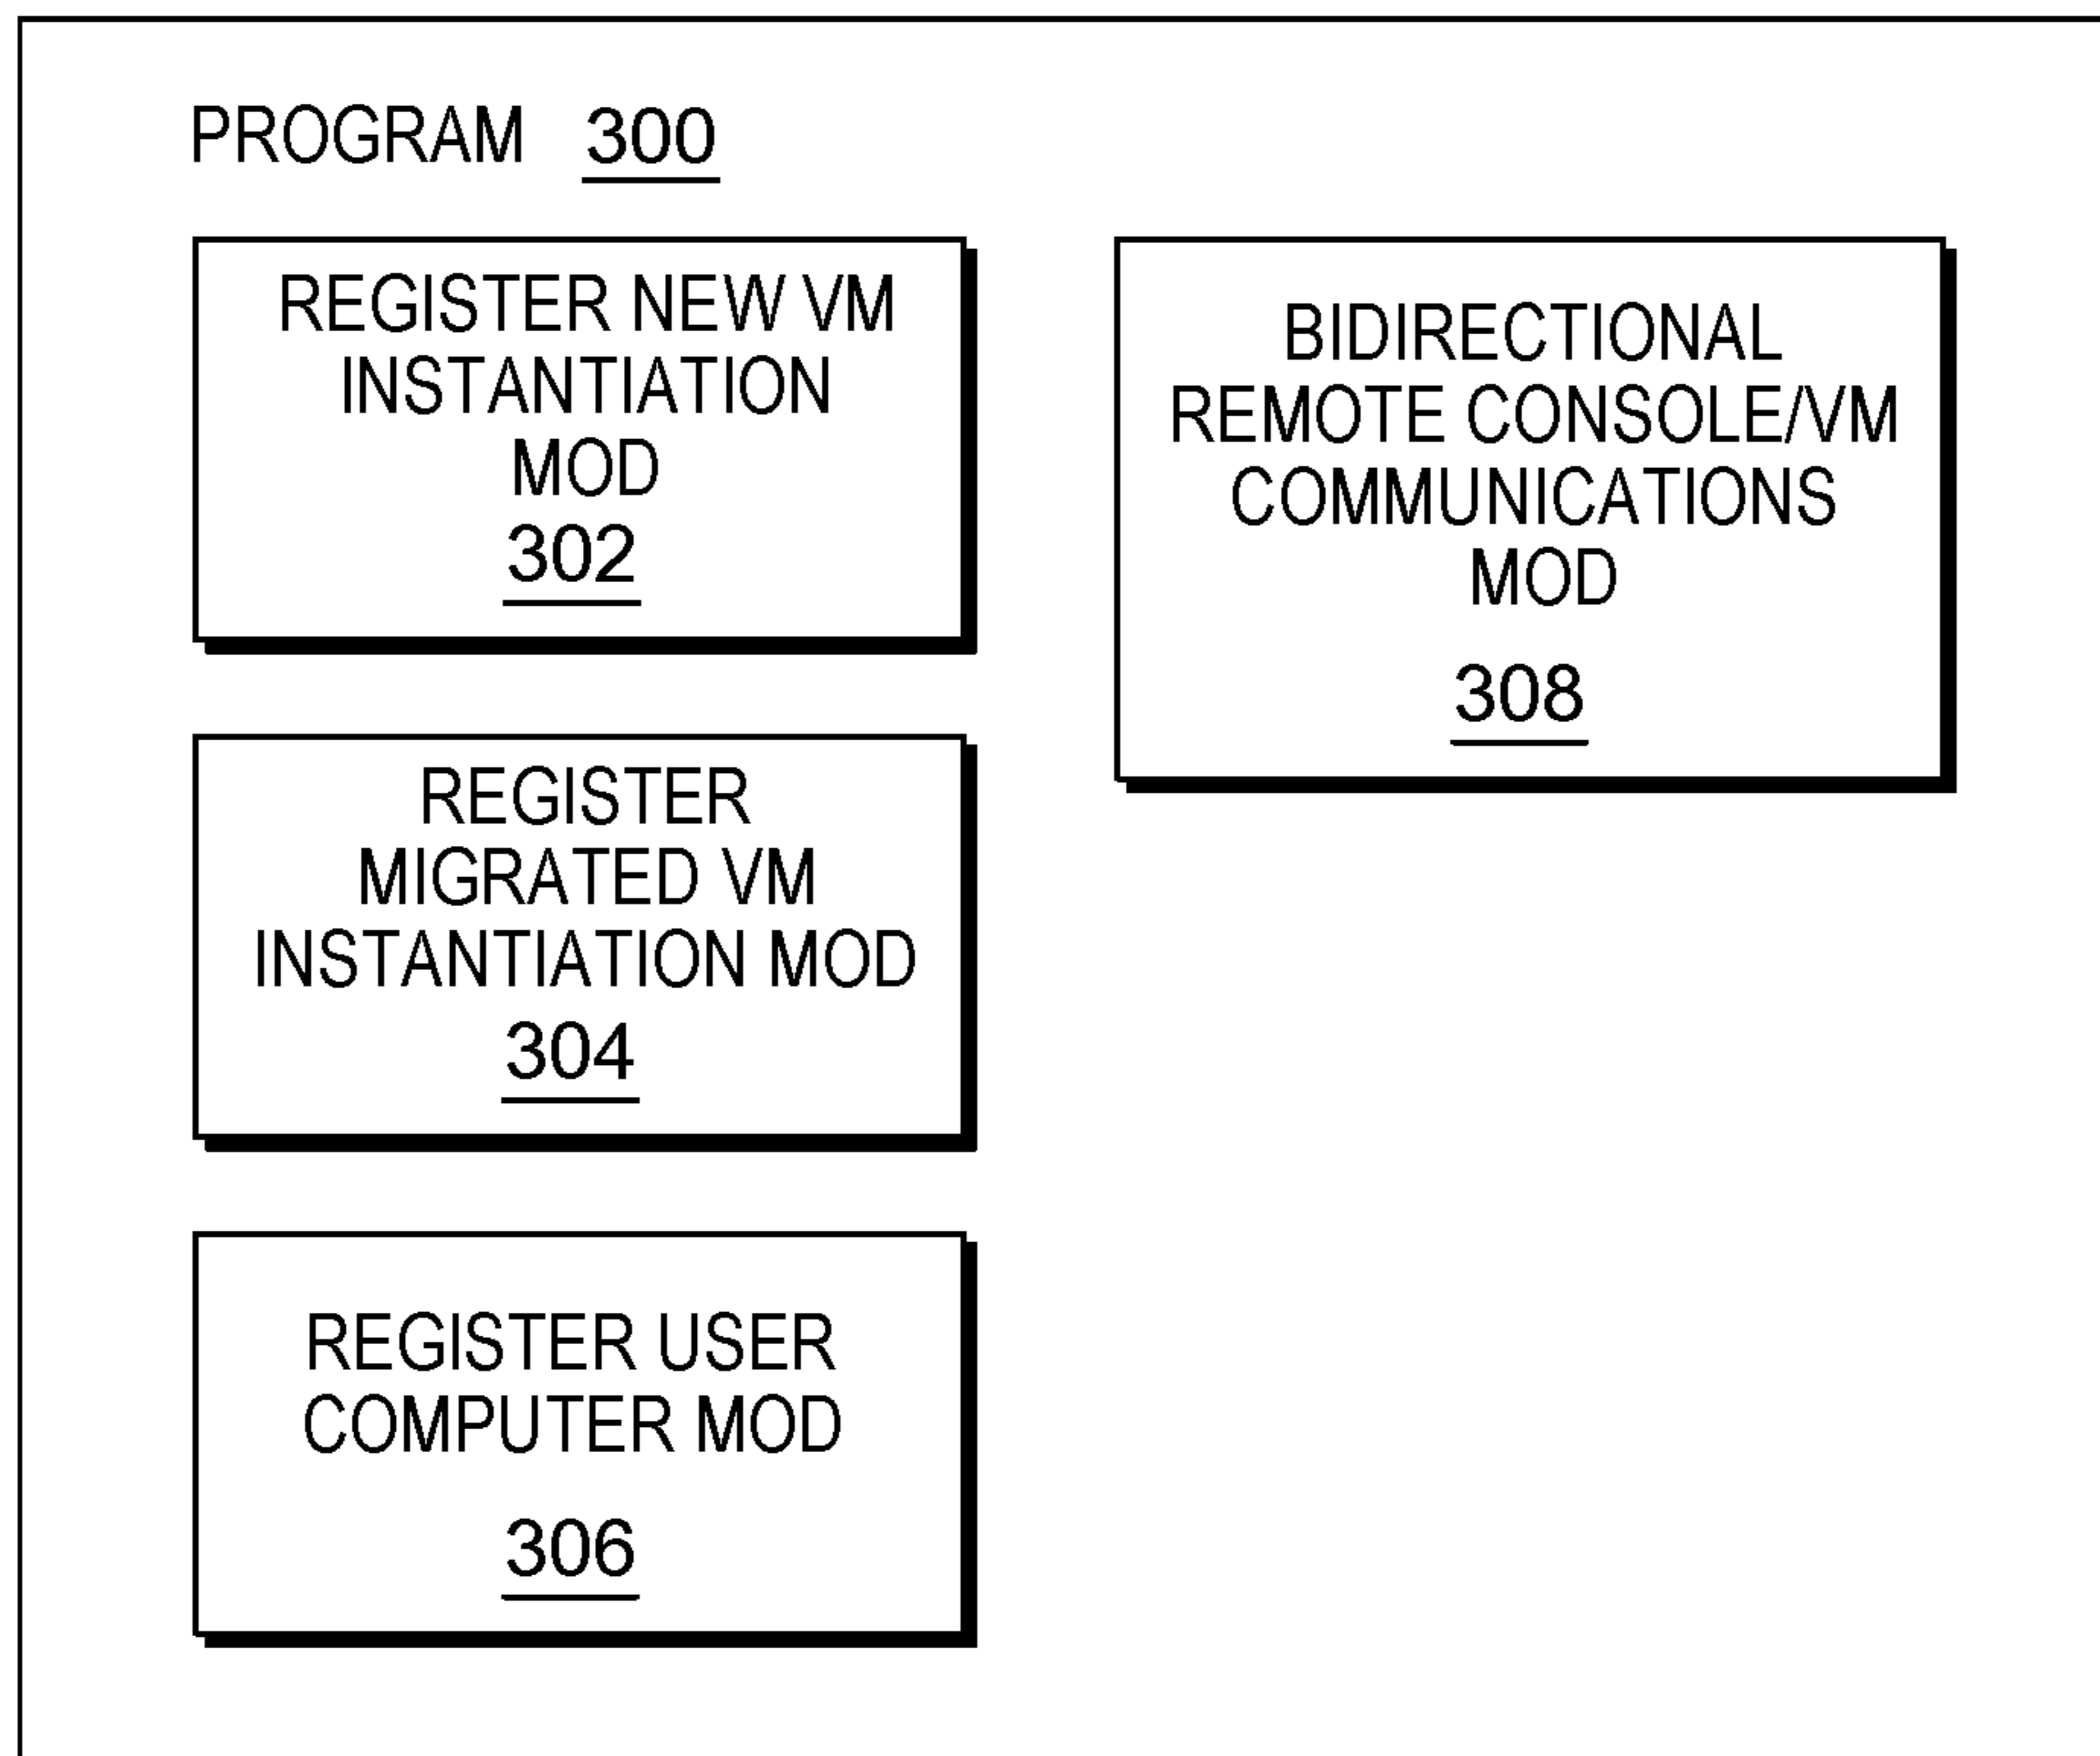 PROGRAM 300
REGISTER NEW VM
INSTANTIATION
MOD
302
REGISTER
MIGRATED VM
INSTANTIATION MOD
304
REGISTER USER
COMPUTER MOD
306
BIDIRECTIONAL
REMOTE CONSOLE/VM
COMMUNICATIONS
MOD
308